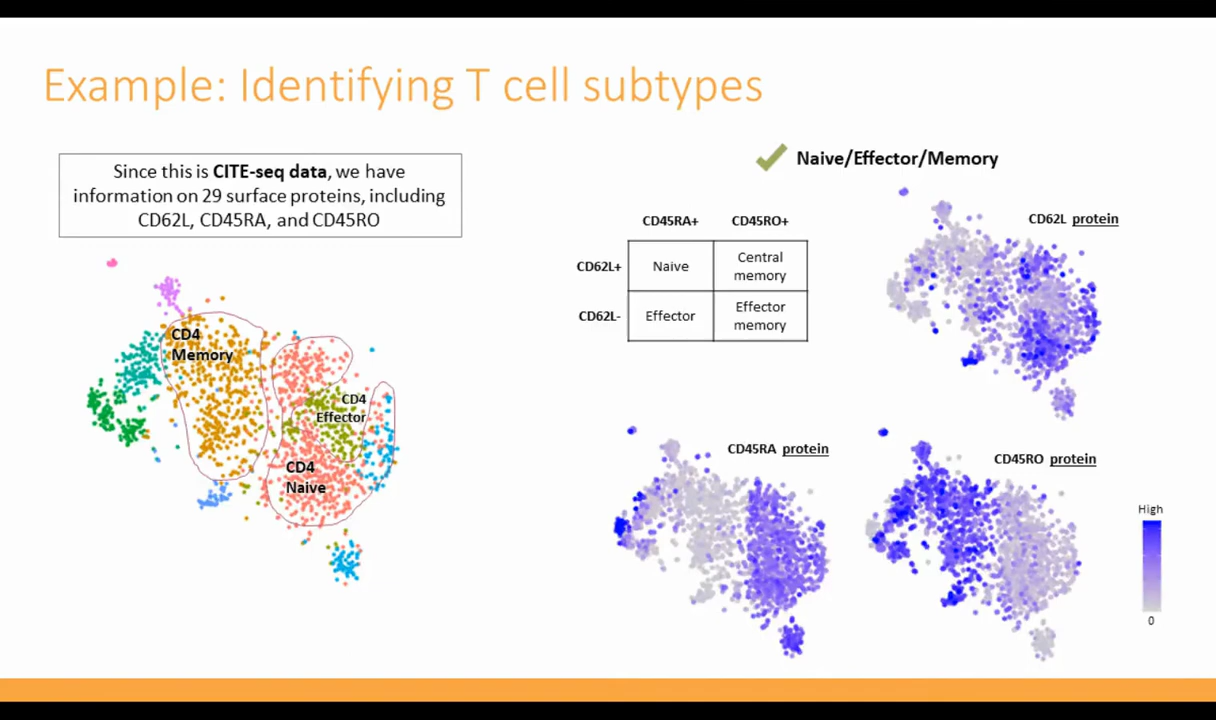 Example: Identifying T cell subtypes
Since this is CITE-seq data, we have
information on 29 surface proteins, including
CD62L, CD45RA, and CD45RO
CD4
Memory
CD4
Effector
CD4
Naive
Naive/Effector/Memory
CD45RA+ CD45RO+
CD62L+ Naive Central
memory
CD62L- Effector Effector
memory
CD62L protein
CD45RA protein
CD45RO protein
High
0